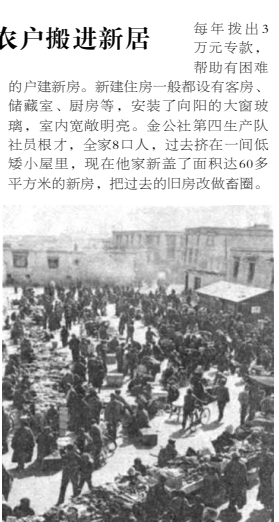 农户搬进新居
每年拨出3
万元专款，
帮助有困难
的户建新房。新建住房一般都设有客房、
储藏室、厨房等，安装了向阳的大窗玻
璃，室内宽敞明亮。金公社第四生产队
社员根才，全家8口人，过去挤在一间低
矮小屋里，现在他家新盖了面积达60多
平方米的新房，把过去的旧房改做畜圈。